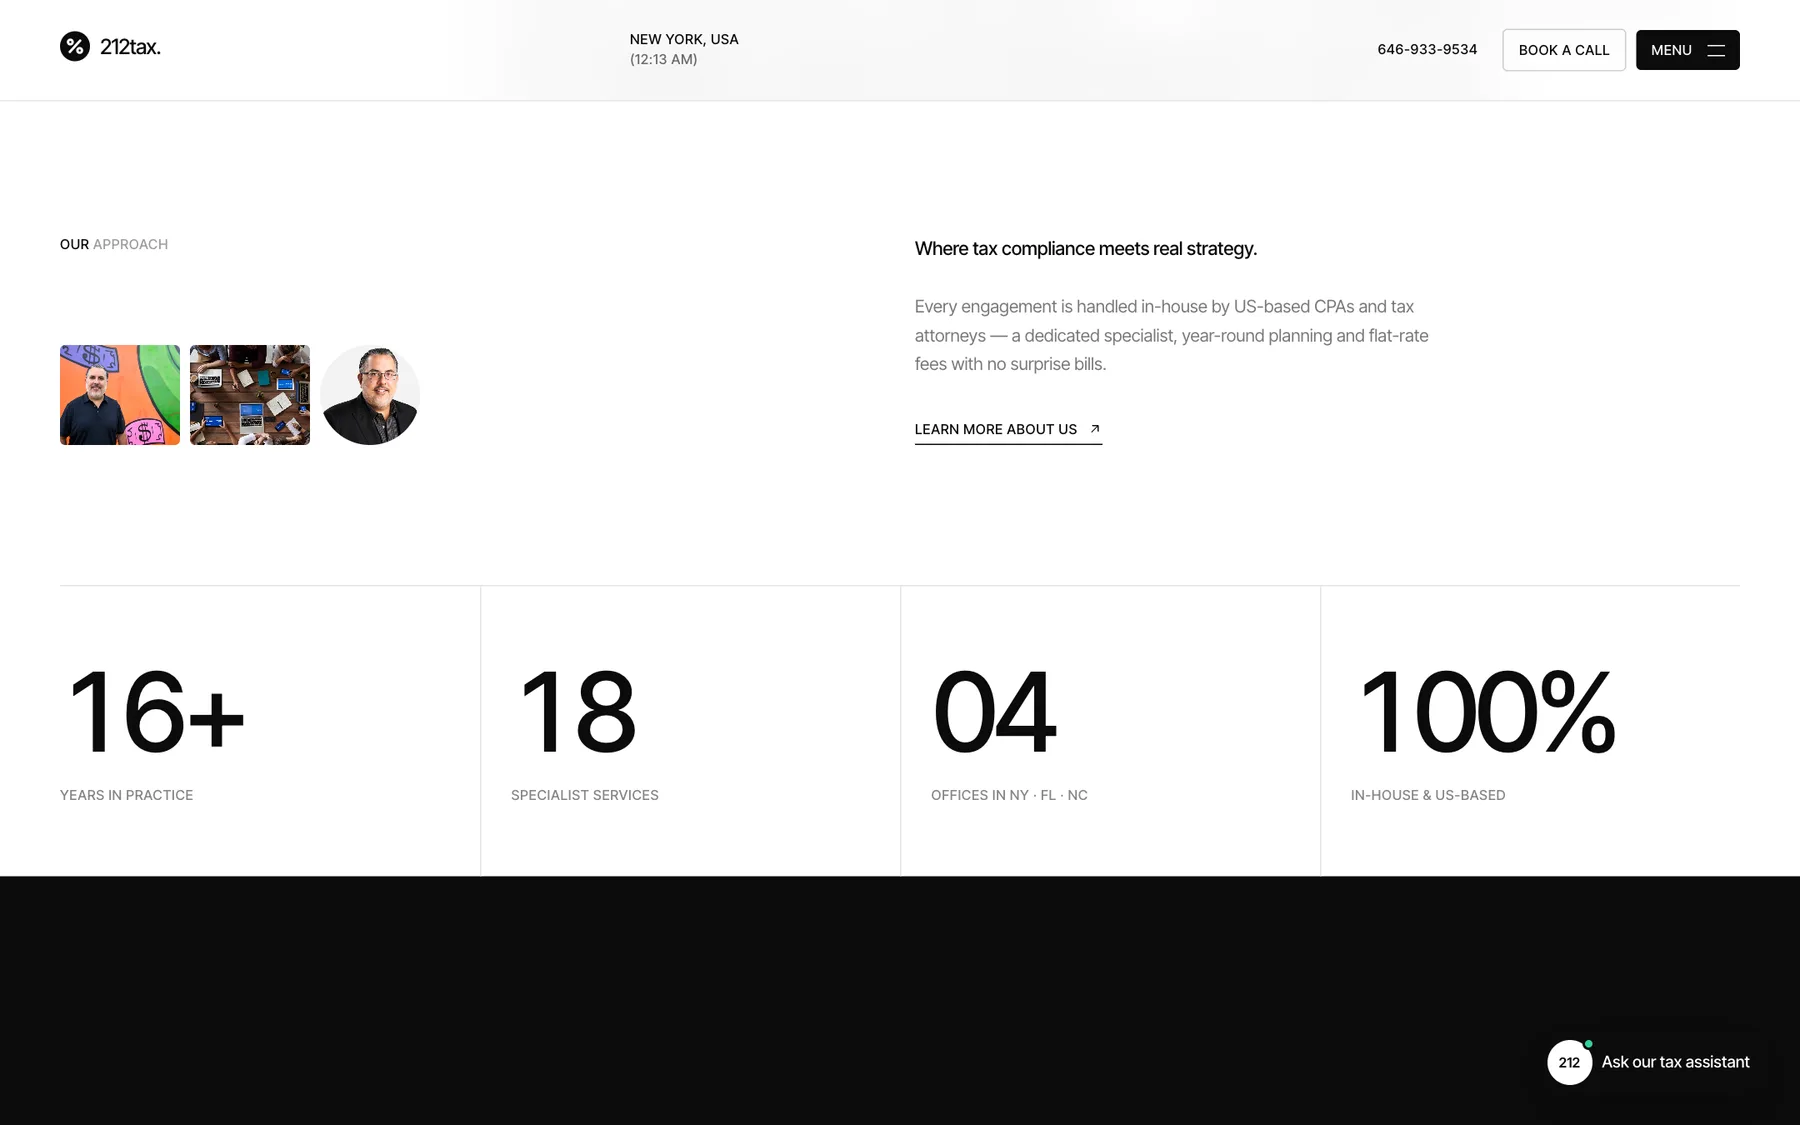 212tax.
NEW YORK, USA
(12:13 AM)
646-933-9534
BOOK A CALL
MENU
OUR APPROACH
Where tax compliance meets real strategy.
Every engagement is handled in-house by US-based CPAs and tax
attorneys — a dedicated specialist, year-round planning and flat-rate
fees with no surprise bills.
LEARN MORE ABOUT US
16+
YEARS IN PRACTICE
18
SPECIALIST SERVICES
04
OFFICES IN NY · FL · NC
100%
IN-HOUSE & US-BASED
212
Ask our tax assistant